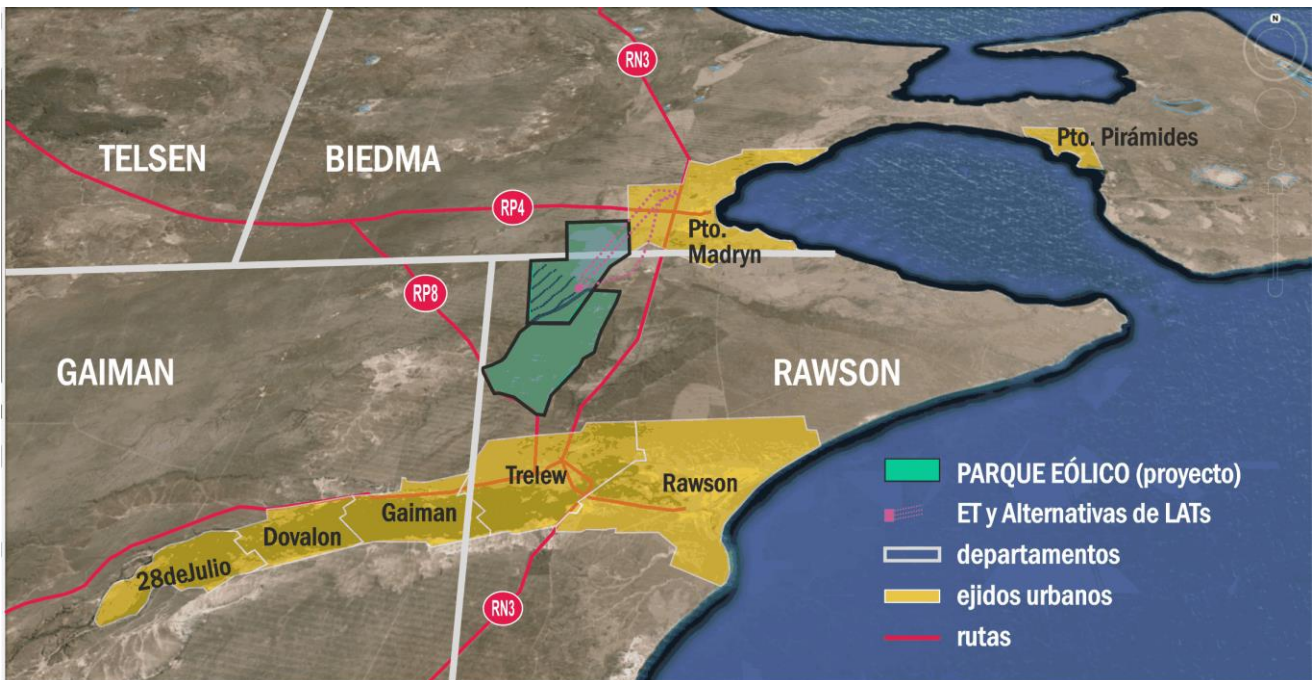 N
RN3
Pto. Pirámides
TELSEN
BIEDMA
RP4
Pto.
Madryn
RP8
GAIMAN
RAWSON
Trelew
Rawson
Gaiman
Dovalon
28deJulio
RN3
PARQUE EÓLICO (proyecto)
ET y Alternativas de LATs
departamentos
ejidos urbanos
rutas